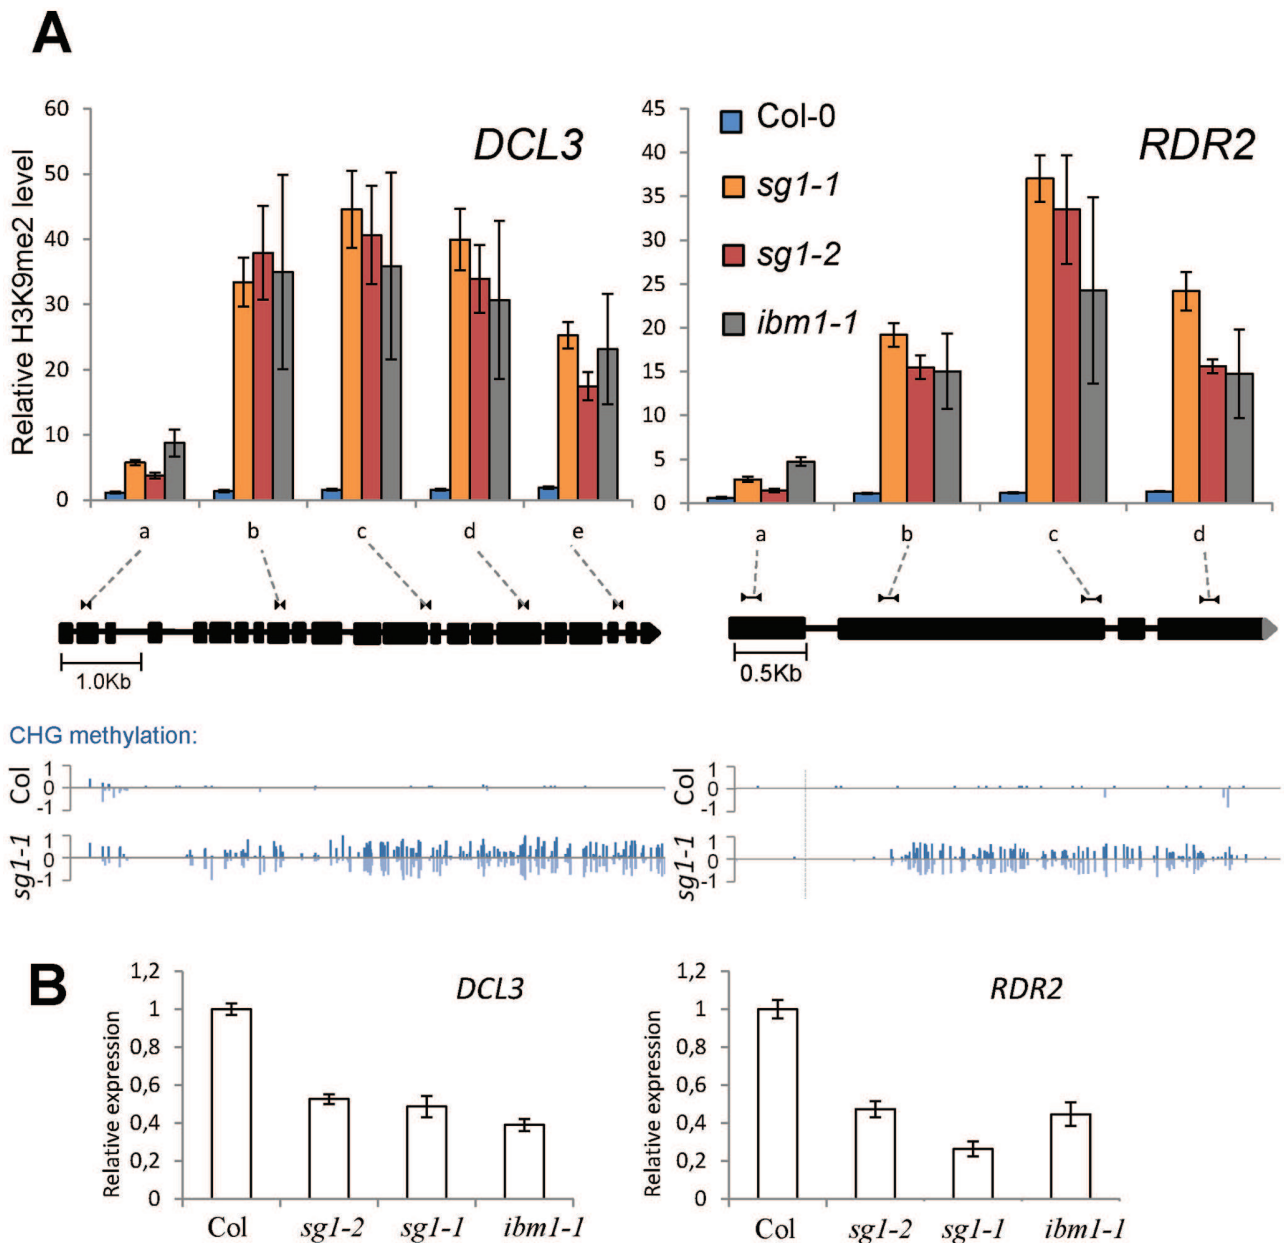 A
Relative H3K9me2 level
60
50
40
30
20
10
0
DCL3
a b c d e
1.0Kb
45
40
35
30
25
20
15
10
5
0
Col-0
sg1-1
sg1-2
ibm1-1
RDR2
a b c d
0.5Kb
CHG methylation:
Col
1
0
-1
sg1-1
1
0
-1
Col
1
0
-1
sg1-1
1
0
-1
B
Relative expression
1,2
1
0,8
0,6
0,4
0,2
0
DCL3
Col sg1-2 sg1-1 ibm1-1
Relative expression
1,2
1
0,8
0,6
0,4
0,2
0
RDR2
Col sg1-2 sg1-1 ibm1-1